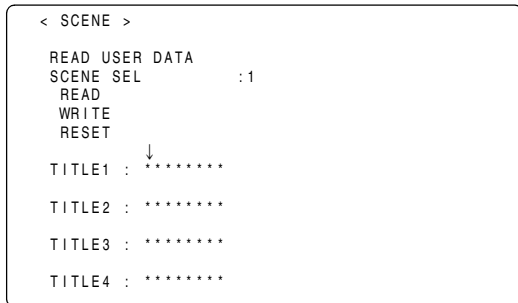 < SCENE >
READ USER DATA
SCENE SEL :1
READ
WRITE
RESET
↓
TITLE1 : ********
TITLE2 : ********
TITLE3 : ********
TITLE4 : ********